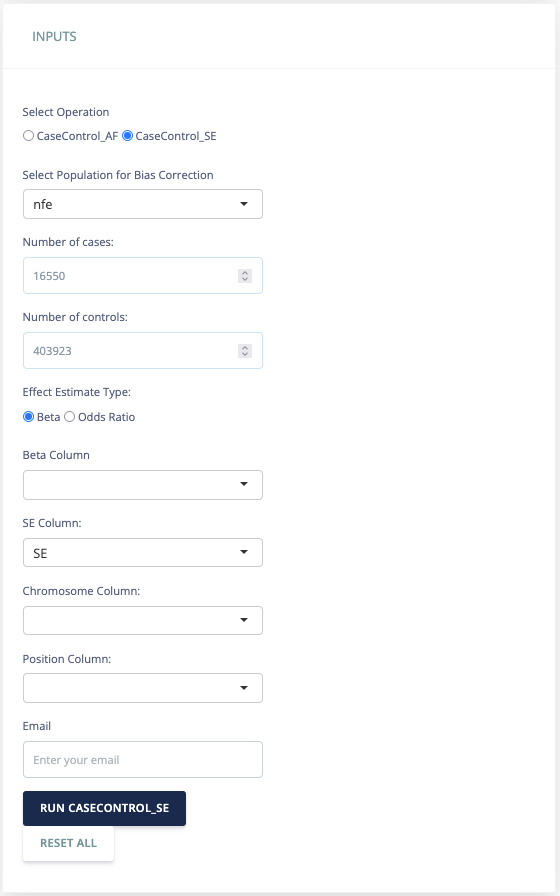 INPUTS
Select Operation
CaseControl_AF CaseControl_SE
Select Population for Bias Correction
nfe
Number of cases:
16550
Number of controls:
403923
Effect Estimate Type:
Beta Odds Ratio
Beta Column
SE Column:
SE
Chromosome Column:
Position Column:
Email
Enter your email
RUN CASECONTROL_SE
RESET ALL